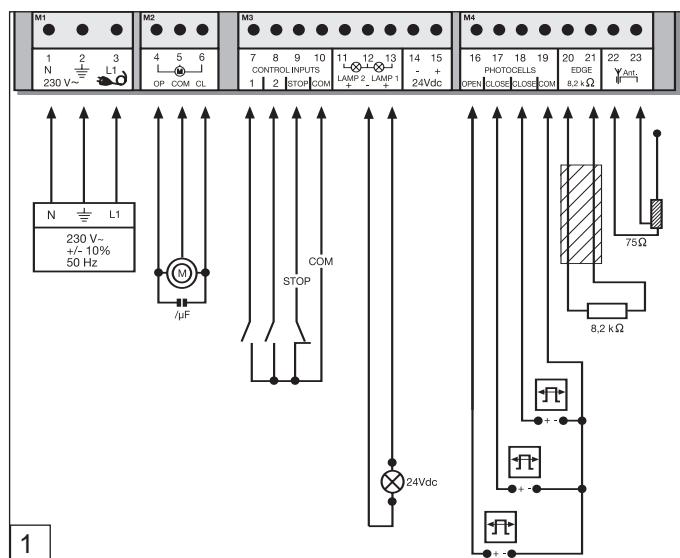 M1 M2 M3 M4
1 2 3 4 5 6 7 8 9 10 11 12 13 14 15 16 17 18 19 20 21 22 23
N L1 M CONTROL INPUTS - + PHOTOCELLS EDGE Ant.
230 V~ OP COM CL 1 2 STOP COM LAMP 2 LAMP 1 24Vdc OPEN CLOSE CLOSE COM 8,2 kΩ
+ - +
N L1
230 V~
+/- 10%
50 Hz
M
/µF
COM
STOP
24Vdc
75Ω
8,2 kΩ
+ -
+ -
+ -
1